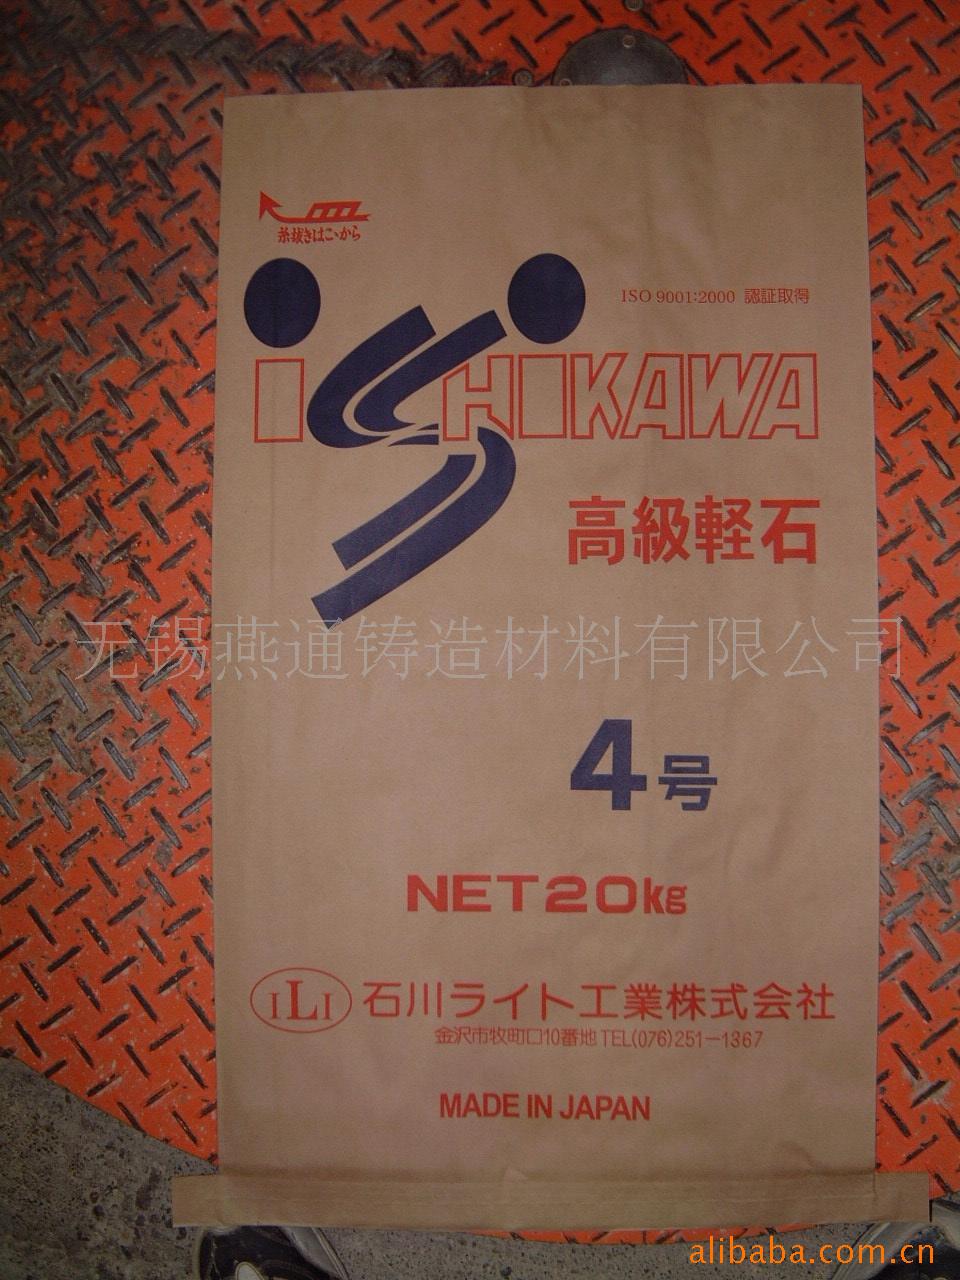 糸抜きはこゝから
ISO 9001:2000 認証取得
ISHIKAWA
高級軽石
无锡燕通铸造材料有限公司
4号
NET20kg
ILI 石川ライト工業株式会社
金沢市牧町口10番地 TEL(076)251-1367
MADE IN JAPAN
alibaba.com.cn